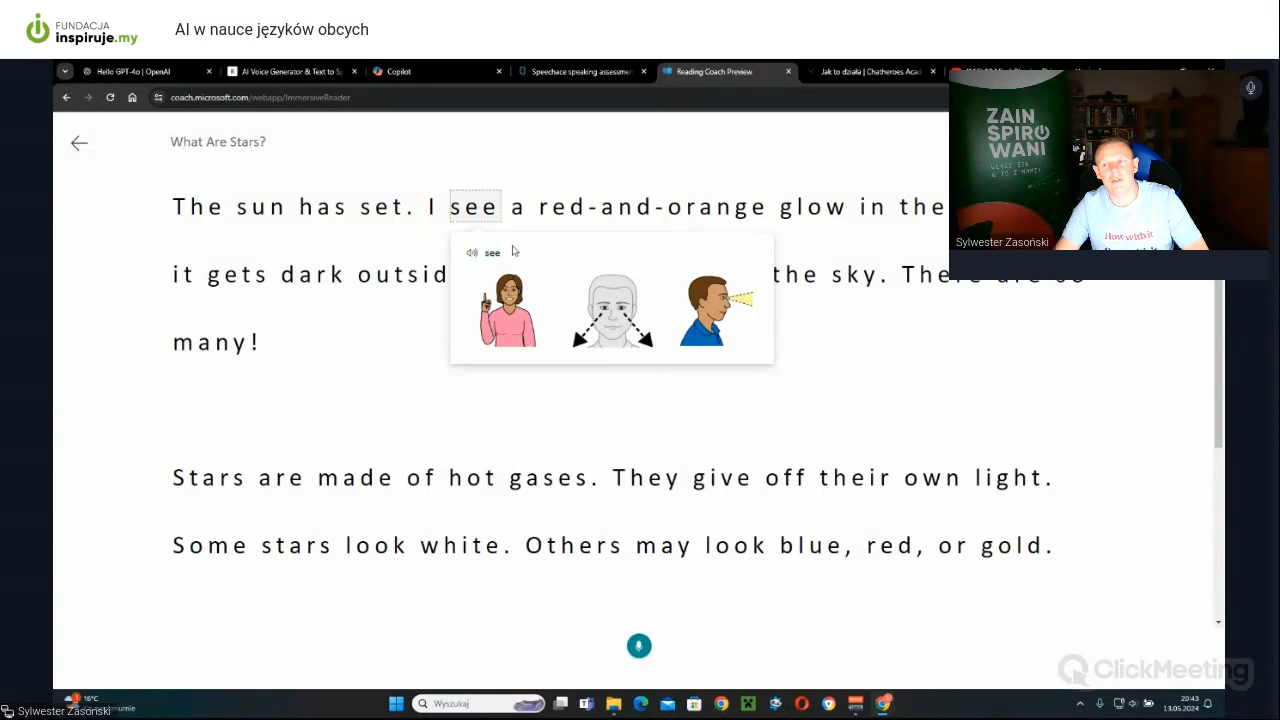 FUNDACJA
inspiruje.my
AI w nauce języków obcych
Hello GPT-4o | OpenAI
AI Voice Generator & Text to Sp
Copilot
Speechace speaking assessmen
Reading Coach Preview
Jak to działa | Chatheroes Acad
coach.microsoft.com/webapp/ImmersiveReader
What Are Stars?
The sun has set. I see a red-and-orange glow in the
it gets dark outsid
the sky. There are so
many!
see
Stars are made of hot gases. They give off their own light.
Some stars look white. Others may look blue, red, or gold.
ZAIN
SPIRO
WANI
Sylwester Zasoński
ClickMeeting
16°C
Sylwester Zasoński
Wyszukaj
20:43
13.05.2024